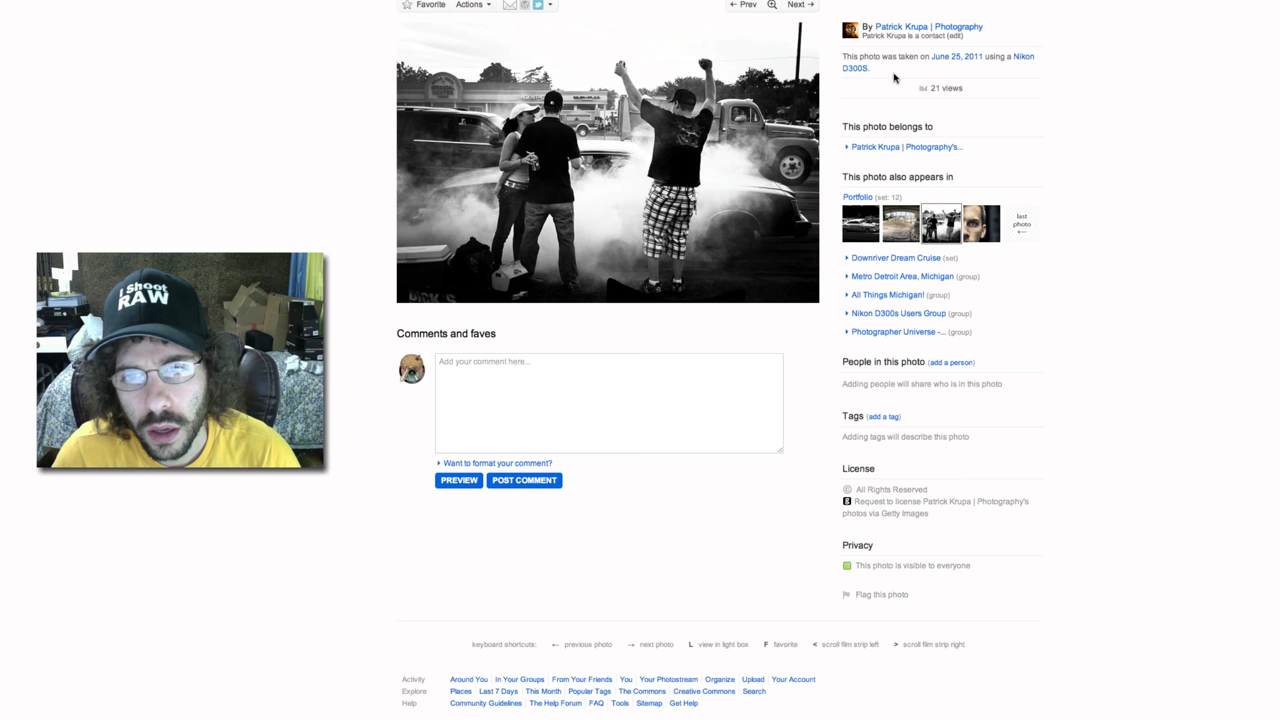 Favorite Actions ← Prev Next →
By Patrick Krupa | Photography
Patrick Krupa is a contact (edit)
This photo was taken on June 25, 2011 using a Nikon
D300S.
21 views
This photo belongs to
Patrick Krupa | Photography's...
This photo also appears in
Portfolio (set: 12)
last
photo
←
Downriver Dream Cruise (set)
Metro Detroit Area, Michigan (group)
All Things Michigan! (group)
Nikon D300s Users Group (group)
Photographer Universe -... (group)
I shoot
RAW
Comments and faves
Add your comment here...
Want to format your comment?
PREVIEW POST COMMENT
People in this photo (add a person)
Adding people will share who is in this photo
Tags (add a tag)
Adding tags will describe this photo
License
© All Rights Reserved
Request to license Patrick Krupa | Photography's
photos via Getty Images
Privacy
This photo is visible to everyone
Flag this photo
keyboard shortcuts: ← previous photo → next photo L view in light box F favorite < scroll film strip left > scroll film strip right
Activity Around You In Your Groups From Your Friends You Your Photostream Organize Upload Your Account
Explore Places Last 7 Days This Month Popular Tags The Commons Creative Commons Search
Help Community Guidelines The Help Forum FAQ Tools Sitemap Get Help